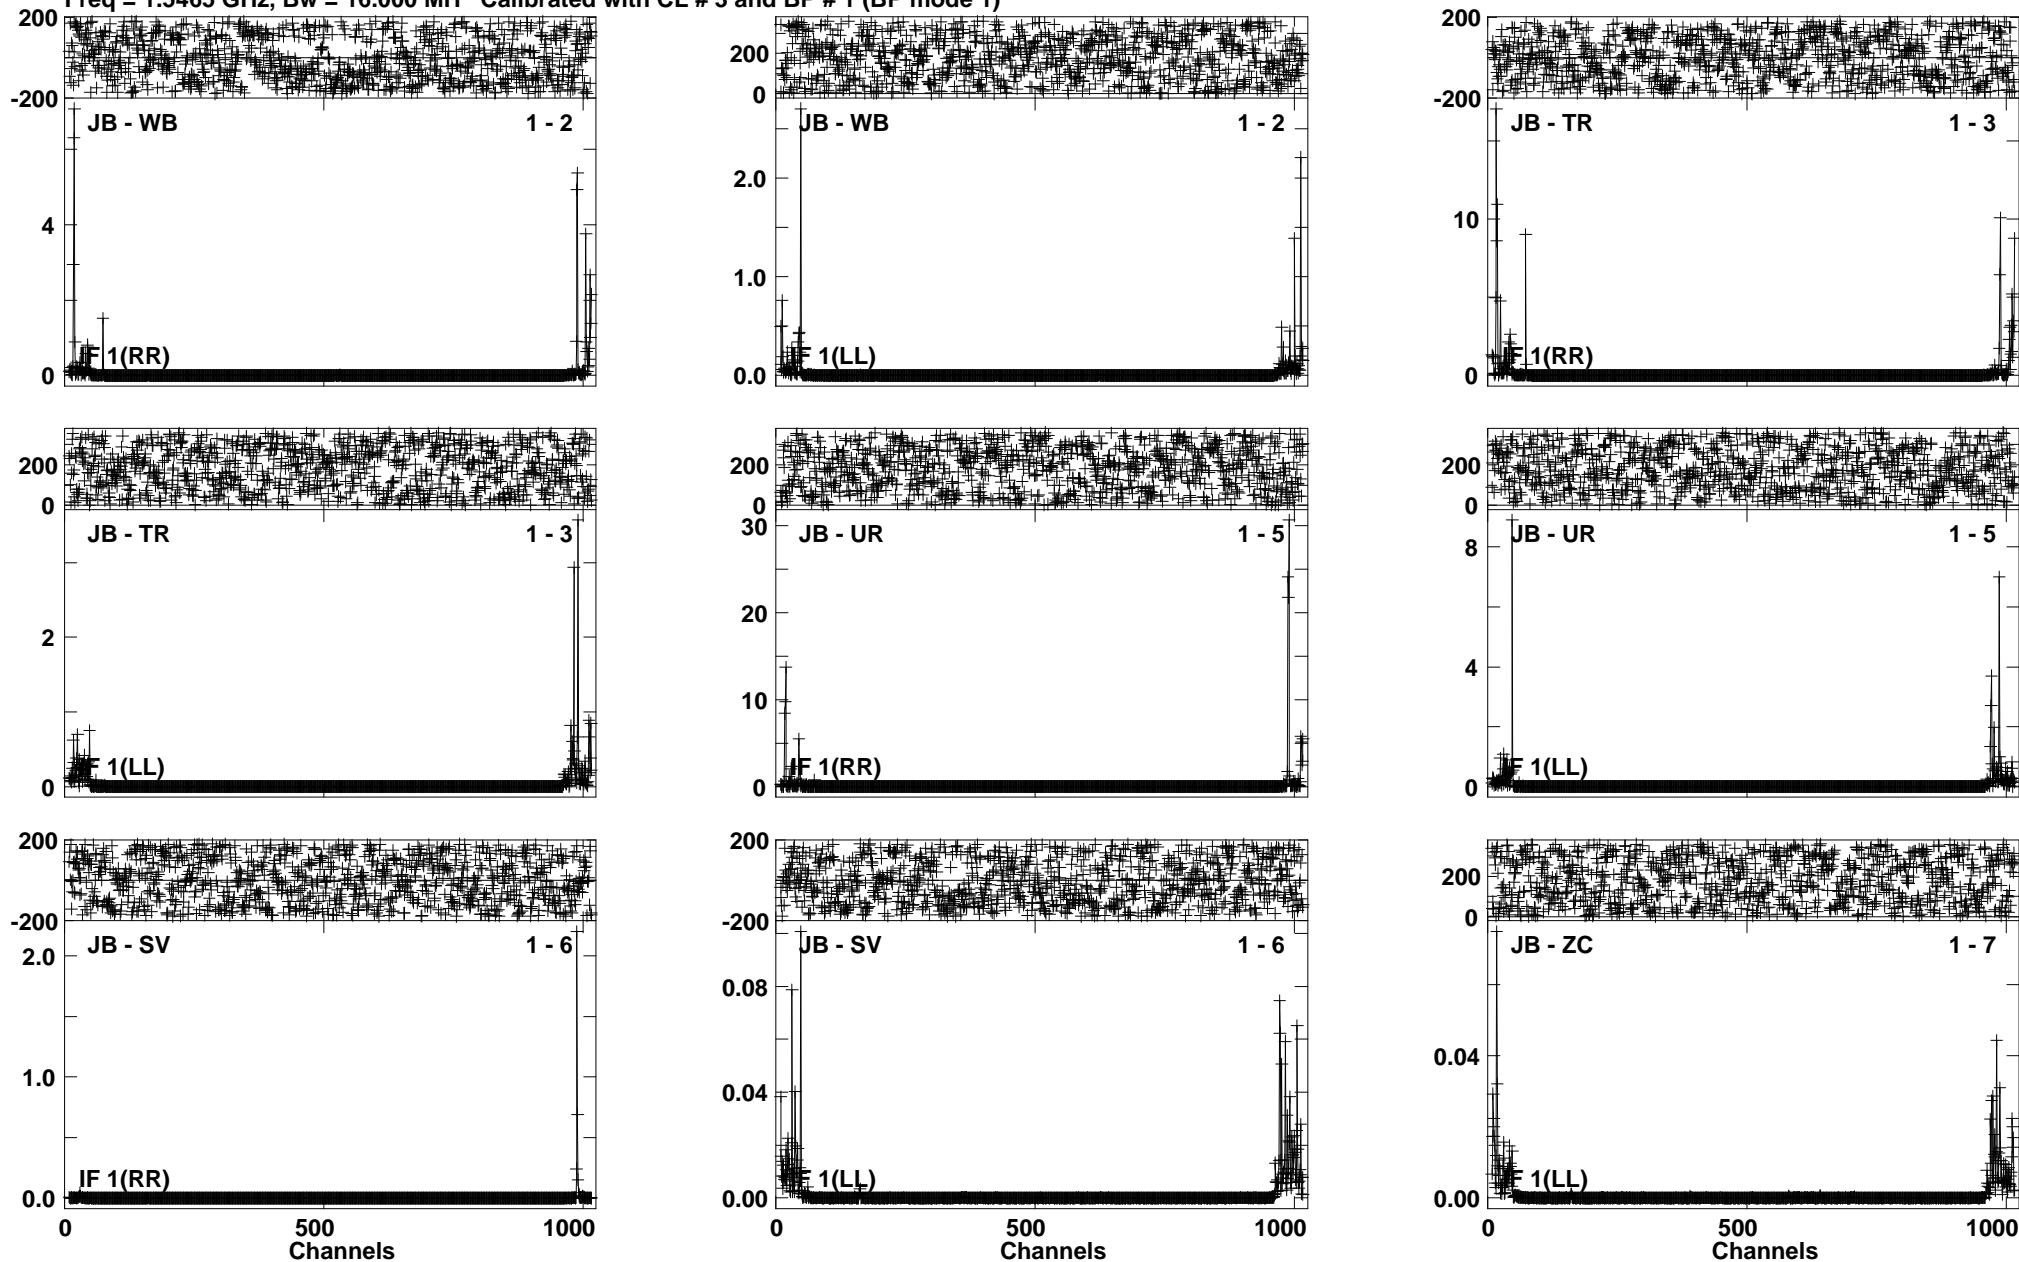 Freq = 1.5465 GHz, Bw = 16.000 MH Calibrated with CL # 3 and BP # 1 (BP mode 1)
200
-200
JB - WB 1 - 2
4
0
IF 1(RR)
200
0
JB - WB 1 - 2
2.0
1.0
0.0
IF 1(LL)
200
-200
JB - TR 1 - 3
10
0
IF 1(RR)
200
0
JB - TR 1 - 3
2
0
IF 1(LL)
200
0
JB - UR 1 - 5
30
20
10
0
IF 1(RR)
200
0
JB - UR 1 - 5
8
4
0
IF 1(LL)
200
-200
JB - SV 1 - 6
2.0
1.0
0.0
IF 1(RR)
0 500 1000
Channels
200
-200
JB - SV 1 - 6
0.08
0.04
0.00
IF 1(LL)
0 500 1000
Channels
200
0
JB - ZC 1 - 7
0.04
0.00
IF 1(LL)
0 500 1000
Channels